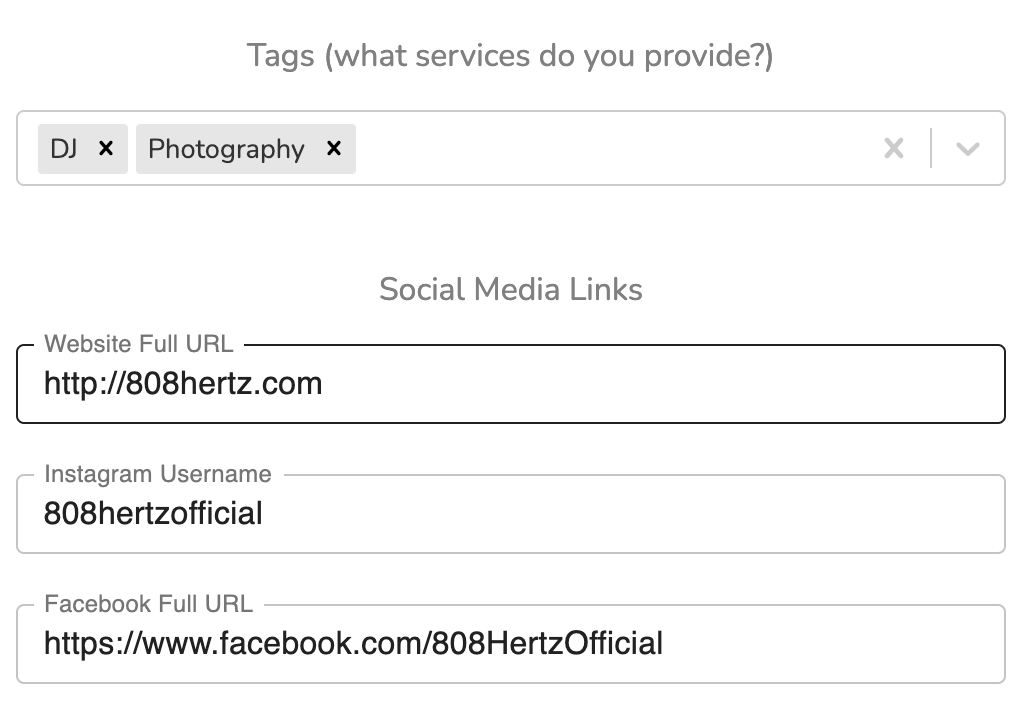 Tags (what services do you provide?)
DJ Photography
Social Media Links
Website Full URL
http://808hertz.com
Instagram Username
808hertzofficial
Facebook Full URL
https://www.facebook.com/808HertzOfficial